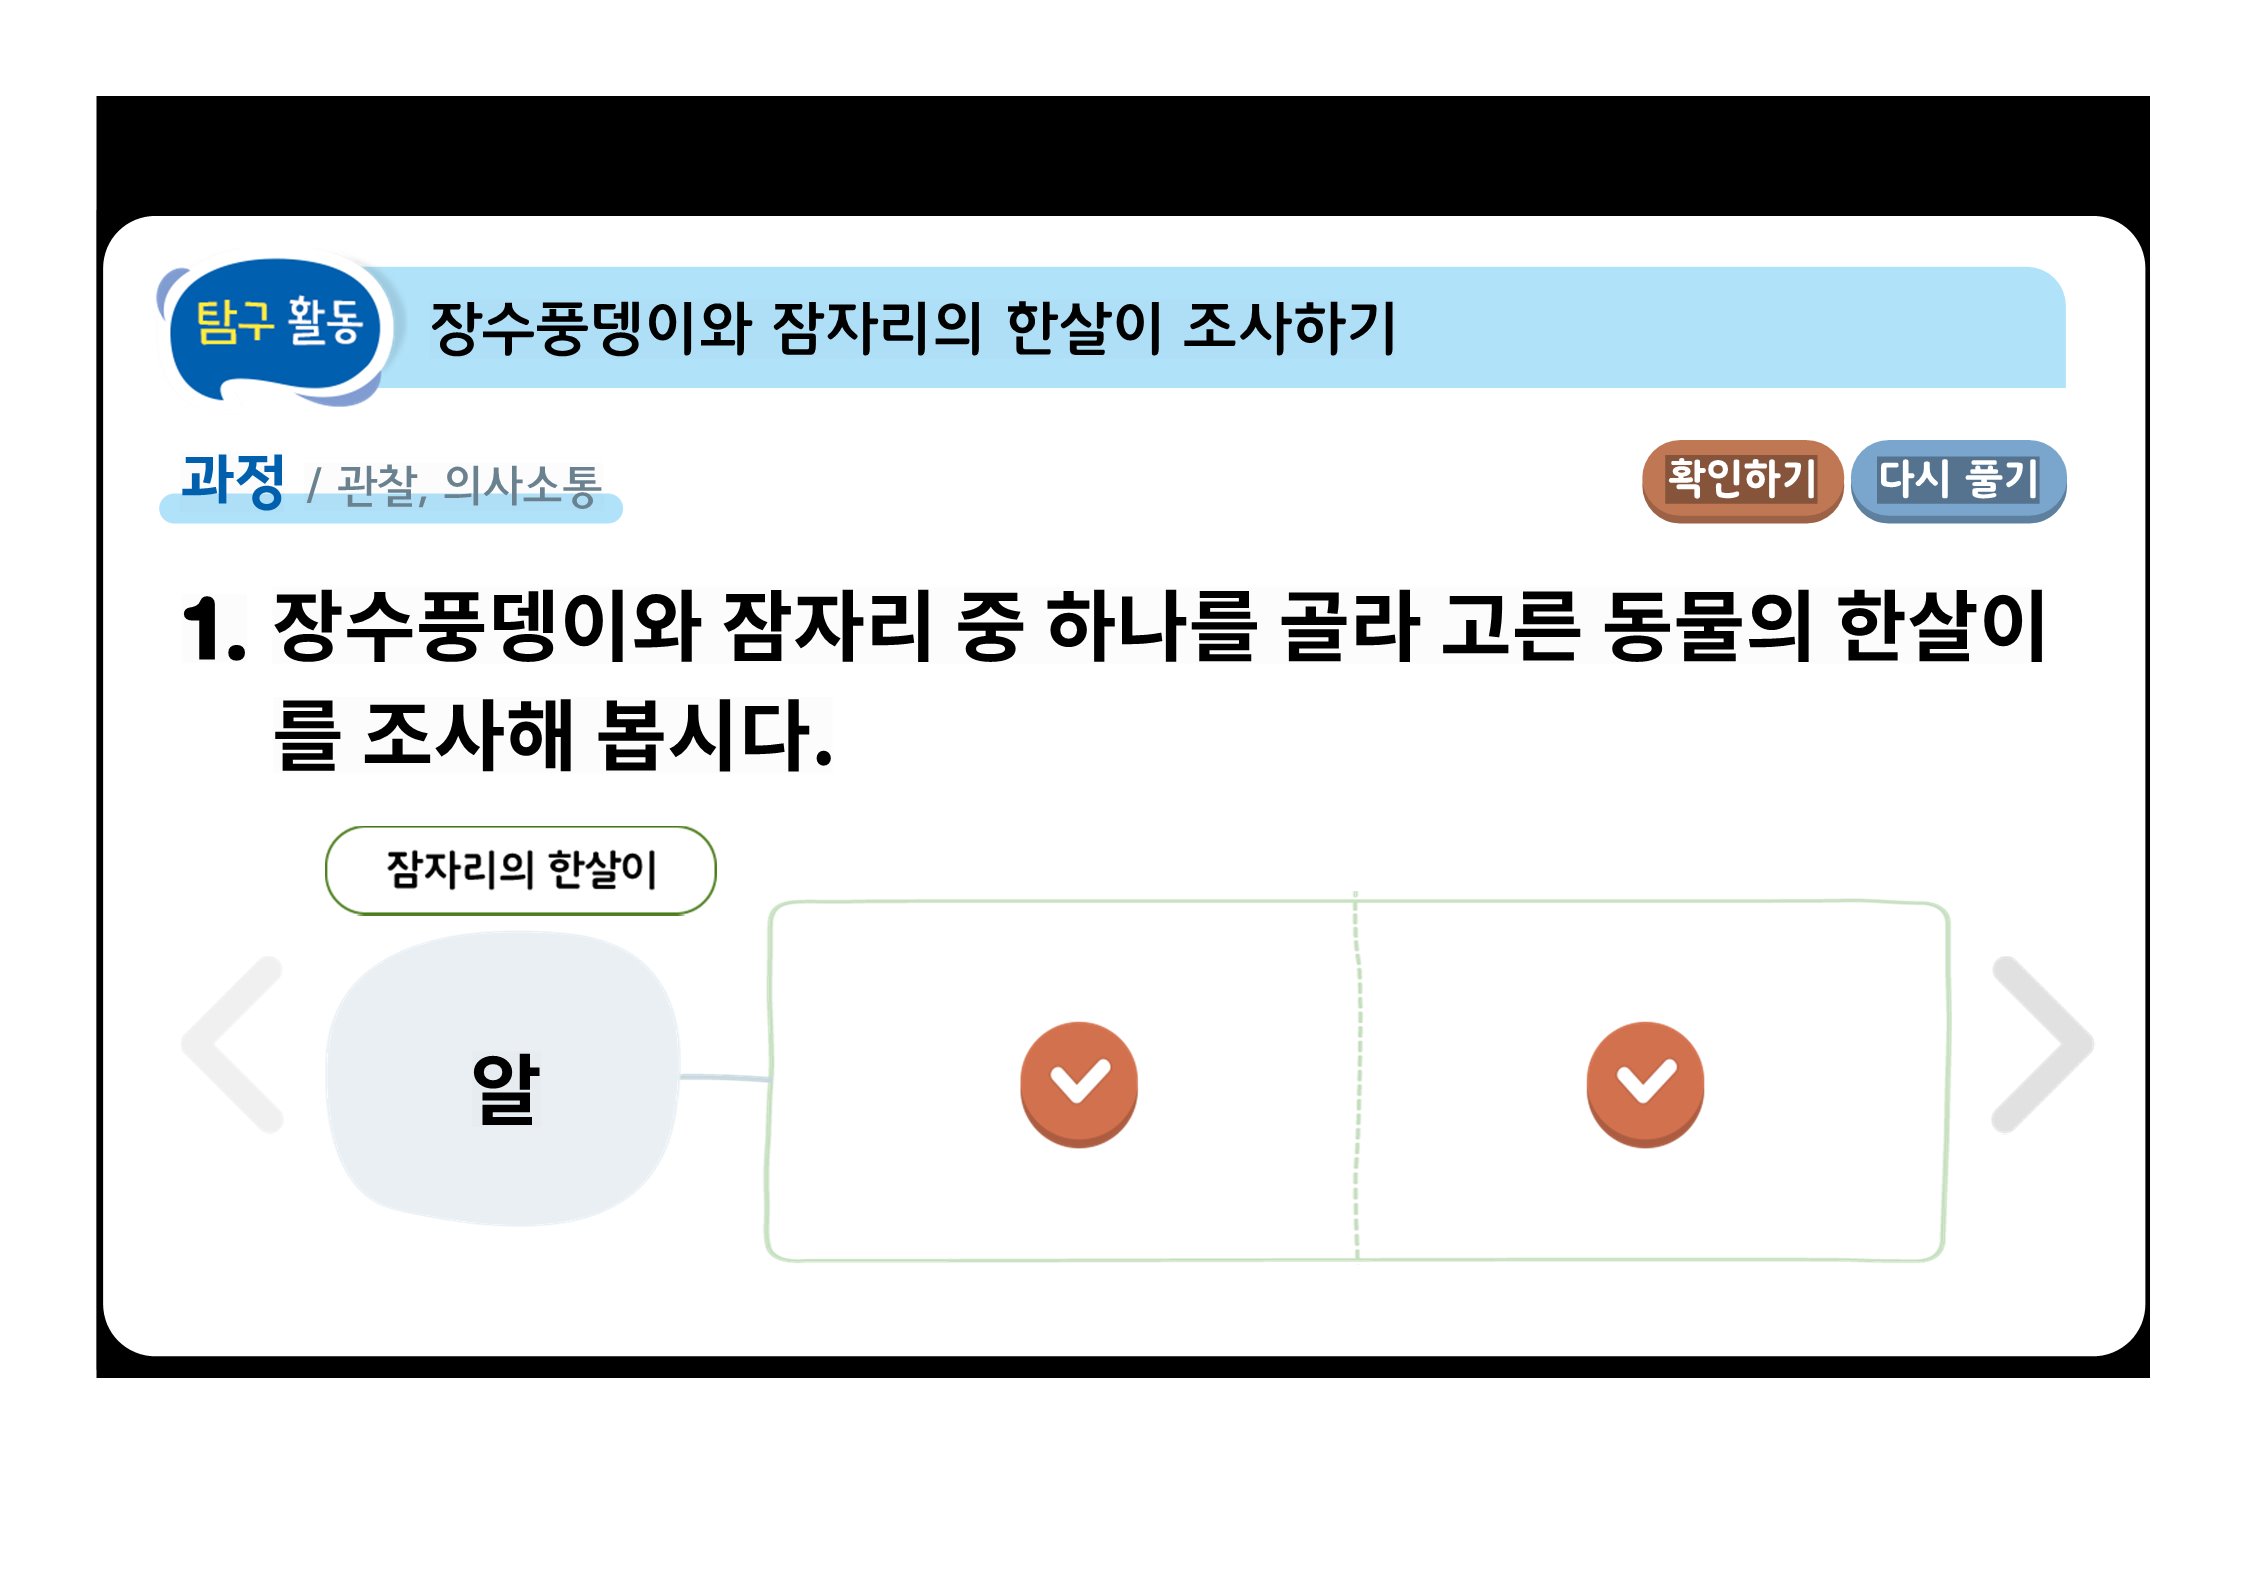 탐구 활동
장수풍뎅이와 잠자리의 한살이 조사하기
과정 / 관찰, 의사소통
확인하기
다시 풀기
1. 장수풍뎅이와 잠자리 중 하나를 골라 고른 동물의 한살이
를 조사해 봅시다.
잠자리의 한살이
알